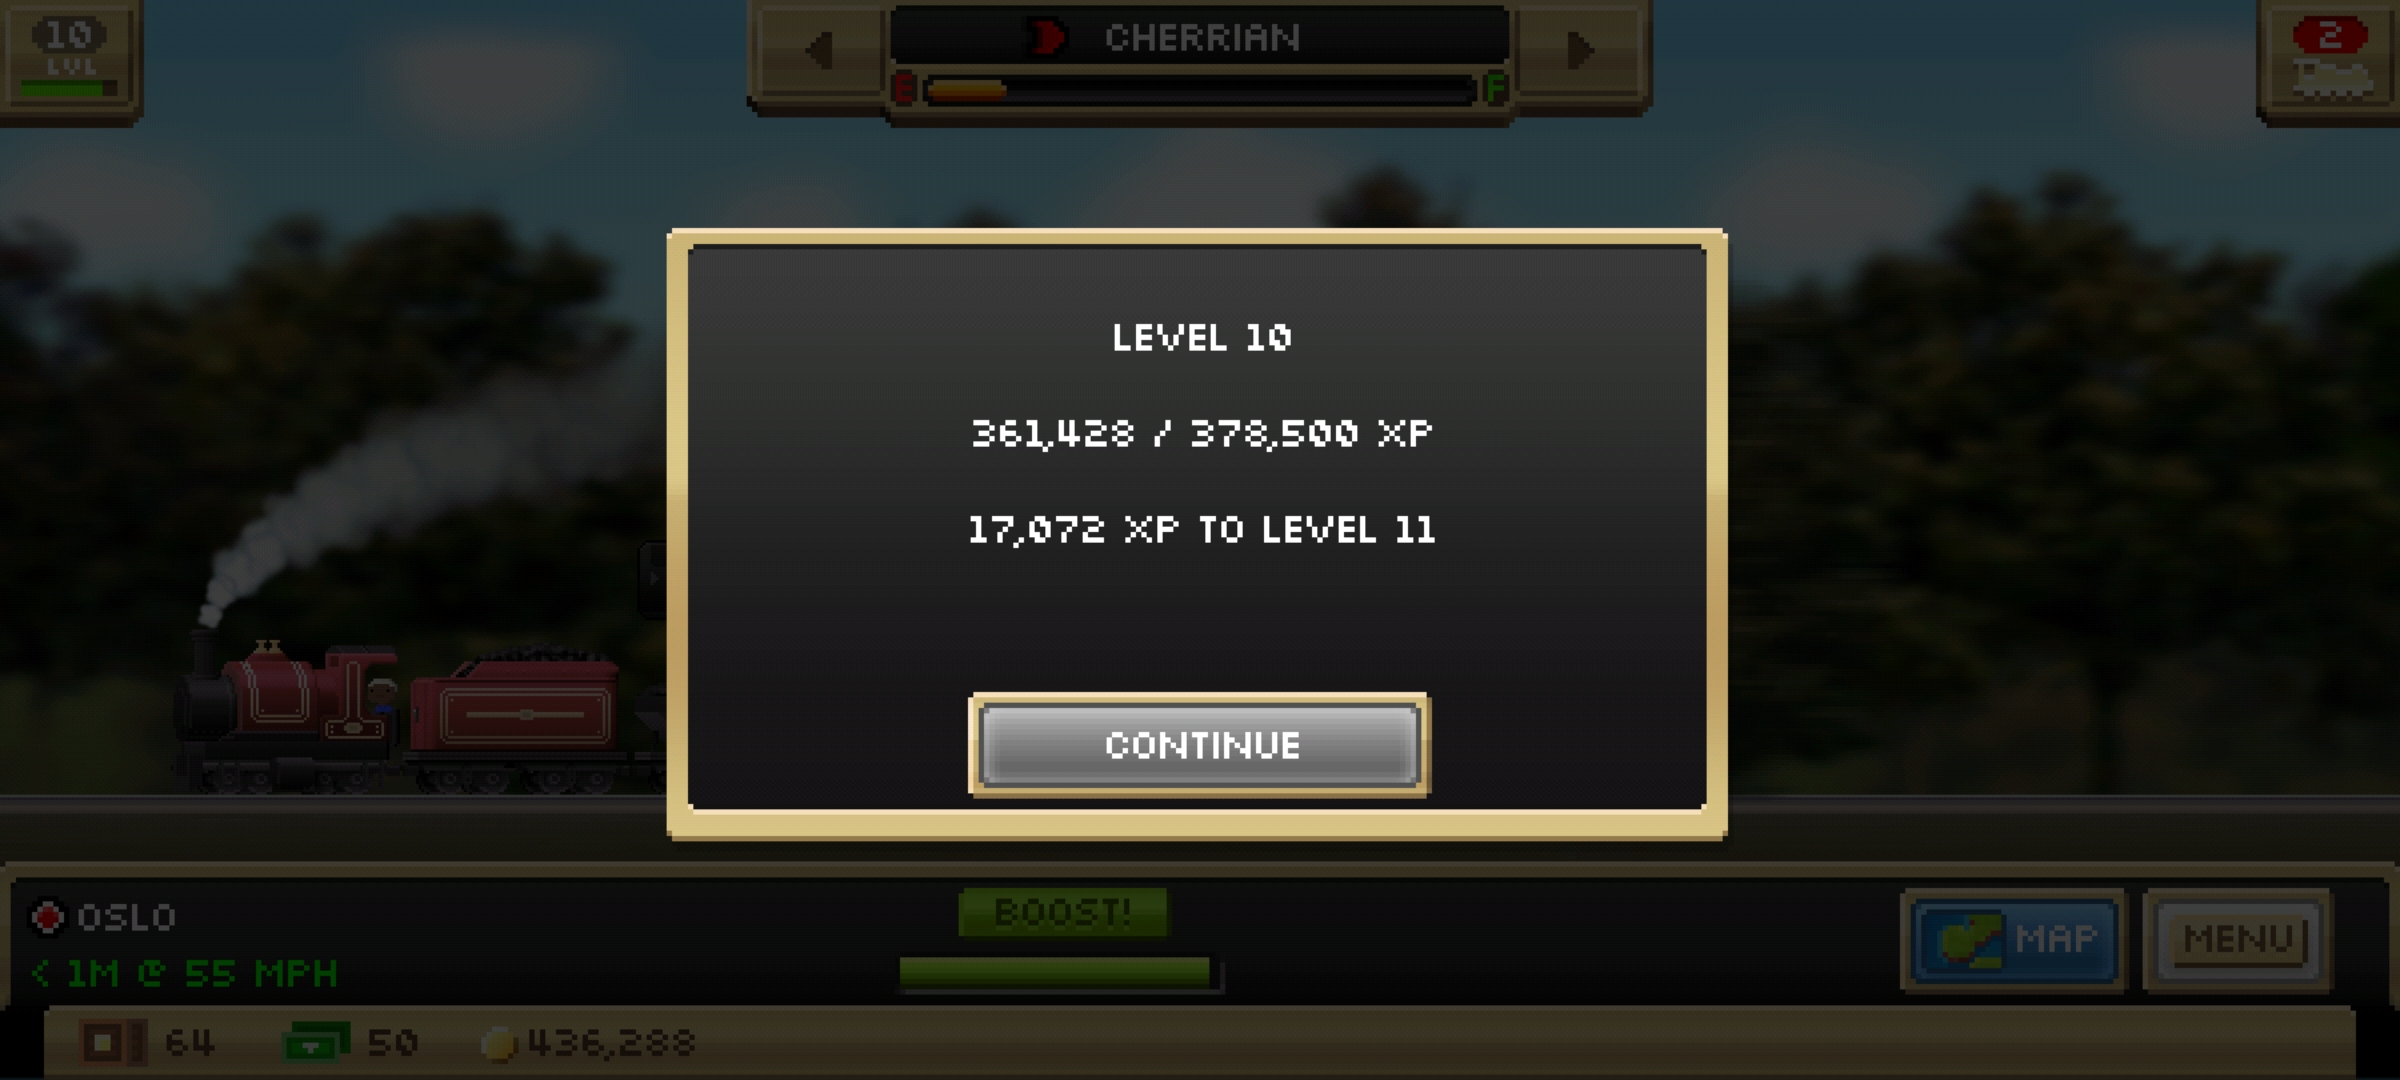 10
LVL
CHERRIAN
E F
2
LEVEL 10
361,428 / 378,500 XP
17,072 XP TO LEVEL 11
CONTINUE
OSLO
< 1M @ 55 MPH
BOOST!
MAP
MENU
64 50 436,288